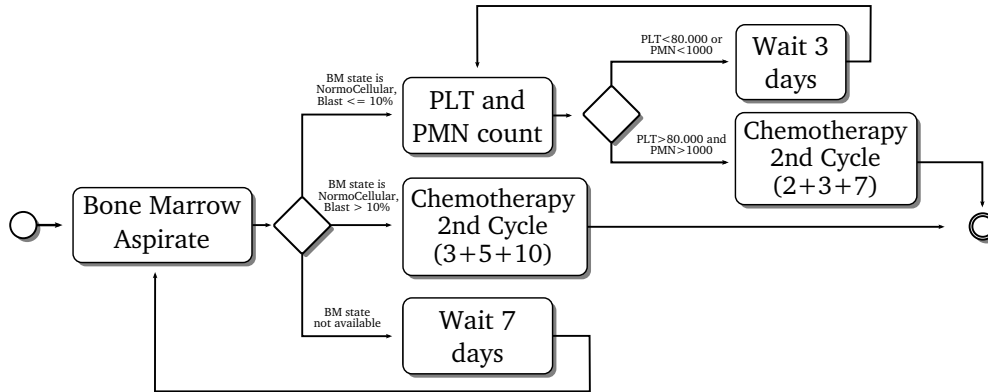 PLT<80.000 or
PMN<1000
Wait 3
days
BM state is
NormoCellular,
Blast <= 10%
PLT and
PMN count
PLT>80.000 and
PMN>1000
Chemotherapy
2nd Cycle
(2+3+7)
Bone Marrow
Aspirate
BM state is
NormoCellular,
Blast > 10%
Chemotherapy
2nd Cycle
(3+5+10)
BM state
not available
Wait 7
days